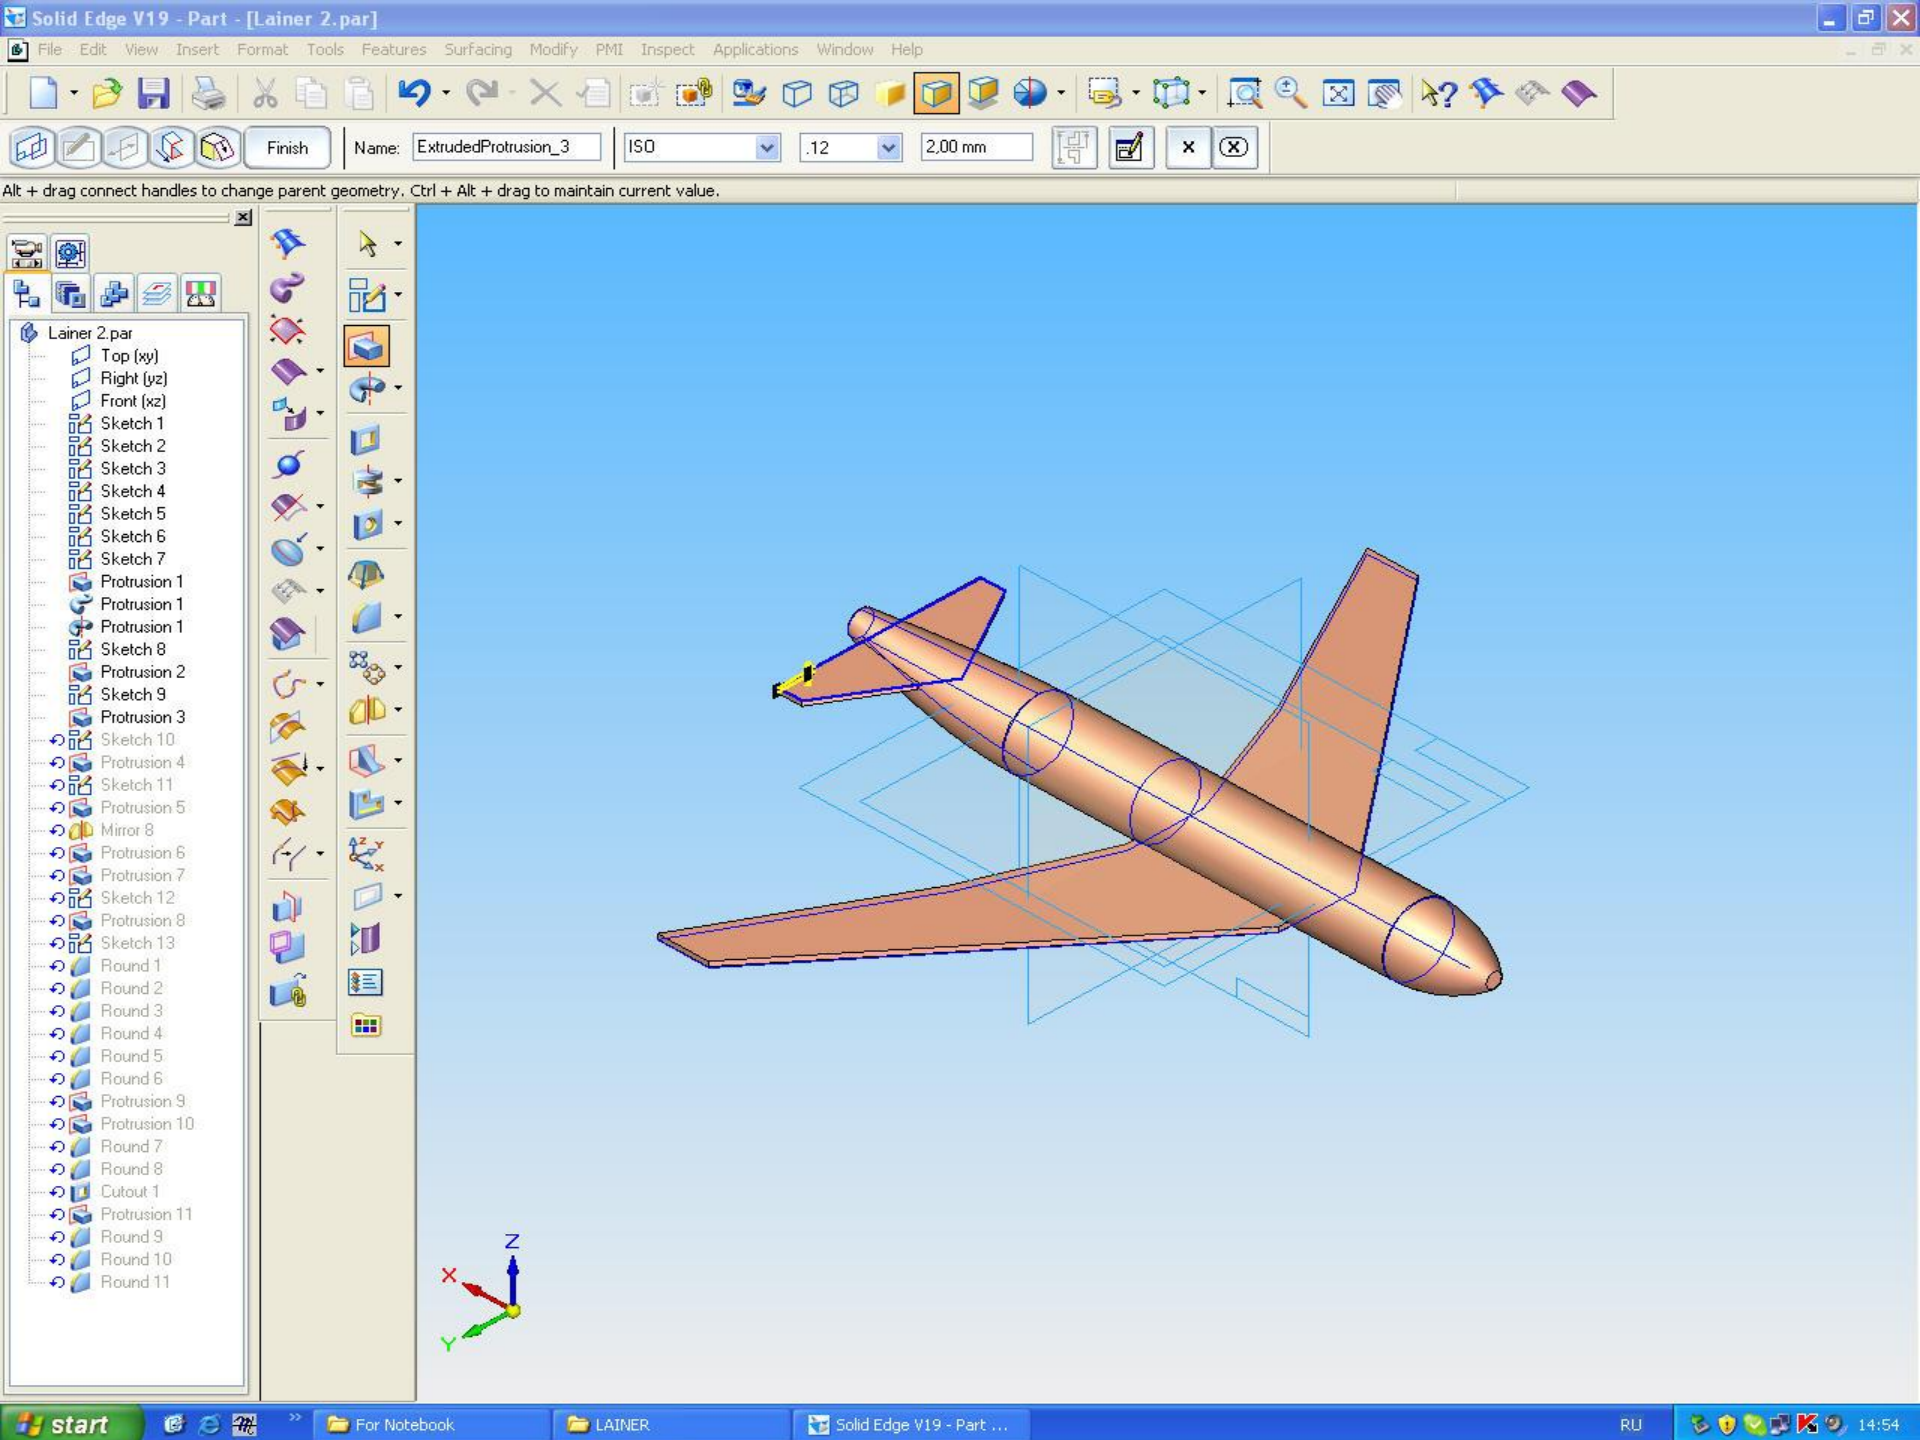 Solid Edge V19 - Part - [Lainer 2.par]
File Edit View Insert Format Tools Features Surfacing Modify PMI Inspect Applications Window Help
Finish Name: ExtrudedProtrusion_3 ISO .12 2,00 mm
Alt + drag connect handles to change parent geometry. Ctrl + Alt + drag to maintain current value.
Lainer 2.par
Top (xy)
Right (yz)
Front (xz)
Sketch 1
Sketch 2
Sketch 3
Sketch 4
Sketch 5
Sketch 6
Sketch 7
Protrusion 1
Protrusion 1
Protrusion 1
Sketch 8
Protrusion 2
Sketch 9
Protrusion 3
Sketch 10
Protrusion 4
Sketch 11
Protrusion 5
Mirror 8
Protrusion 6
Protrusion 7
Sketch 12
Protrusion 8
Sketch 13
Round 1
Round 2
Round 3
Round 4
Round 5
Round 6
Protrusion 9
Protrusion 10
Round 7
Round 8
Cutout 1
Protrusion 11
Round 9
Round 10
Round 11
Z
X
Y
start For Notebook LAINER Solid Edge V19 - Part ... RU 14:54